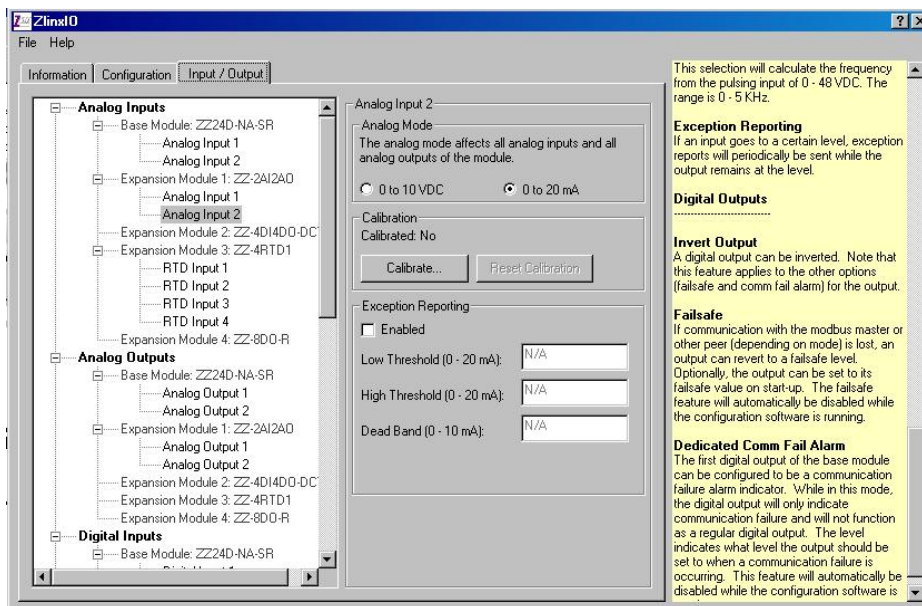 ZlinxIO
File Help
Information Configuration Input / Output
Analog Inputs
Base Module: ZZ24D-NA-SR
Analog Input 1
Analog Input 2
Expansion Module 1: ZZ-2AI2AO
Analog Input 1
Analog Input 2
Expansion Module 2: ZZ-4DI4DO-DCT
Expansion Module 3: ZZ-4RTD1
RTD Input 1
RTD Input 2
RTD Input 3
RTD Input 4
Expansion Module 4: ZZ-8DO-R
Analog Outputs
Base Module: ZZ24D-NA-SR
Analog Output 1
Analog Output 2
Expansion Module 1: ZZ-2AI2AO
Analog Output 1
Analog Output 2
Expansion Module 2: ZZ-4DI4DO-DC
Expansion Module 3: ZZ-4RTD1
Expansion Module 4: ZZ-8DO-R
Digital Inputs
Base Module: ZZ24D-NA-SR
Analog Input 2
Analog Mode
The analog mode affects all analog inputs and all
analog outputs of the module.
0 to 10 VDC 0 to 20 mA
Calibration
Calibrated: No
Calibrate... Reset Calibration
Exception Reporting
Enabled
Low Threshold (0 - 20 mA): N/A
High Threshold (0 - 20 mA): N/A
Dead Band (0 - 10 mA): N/A
This selection will calculate the frequency
from the pulsing input of 0 - 48 VDC. The
range is 0 - 5 KHz.
Exception Reporting
If an input goes to a certain level, exception
reports will periodically be sent while the
output remains at the level.
Digital Outputs
----------------------------
Invert Output
A digital output can be inverted. Note that
this feature applies to the other options
(failsafe and comm fail alarm) for the output.
Failsafe
If communication with the modbus master or
other peer (depending on mode) is lost, an
output can revert to a failsafe level.
Optionally, the output can be set to its
failsafe value on start-up. The failsafe
feature will automatically be disabled while
the configuration software is running.
Dedicated Comm Fail Alarm
The first digital output of the base module
can be configured to be a communication
failure alarm indicator. While in this mode,
the digital output will only indicate
communication failure and will not function
as a regular digital output. The level
indicates what level the output should be
set to when a communication failure is
occurring. This feature will automatically be
disabled while the configuration software is